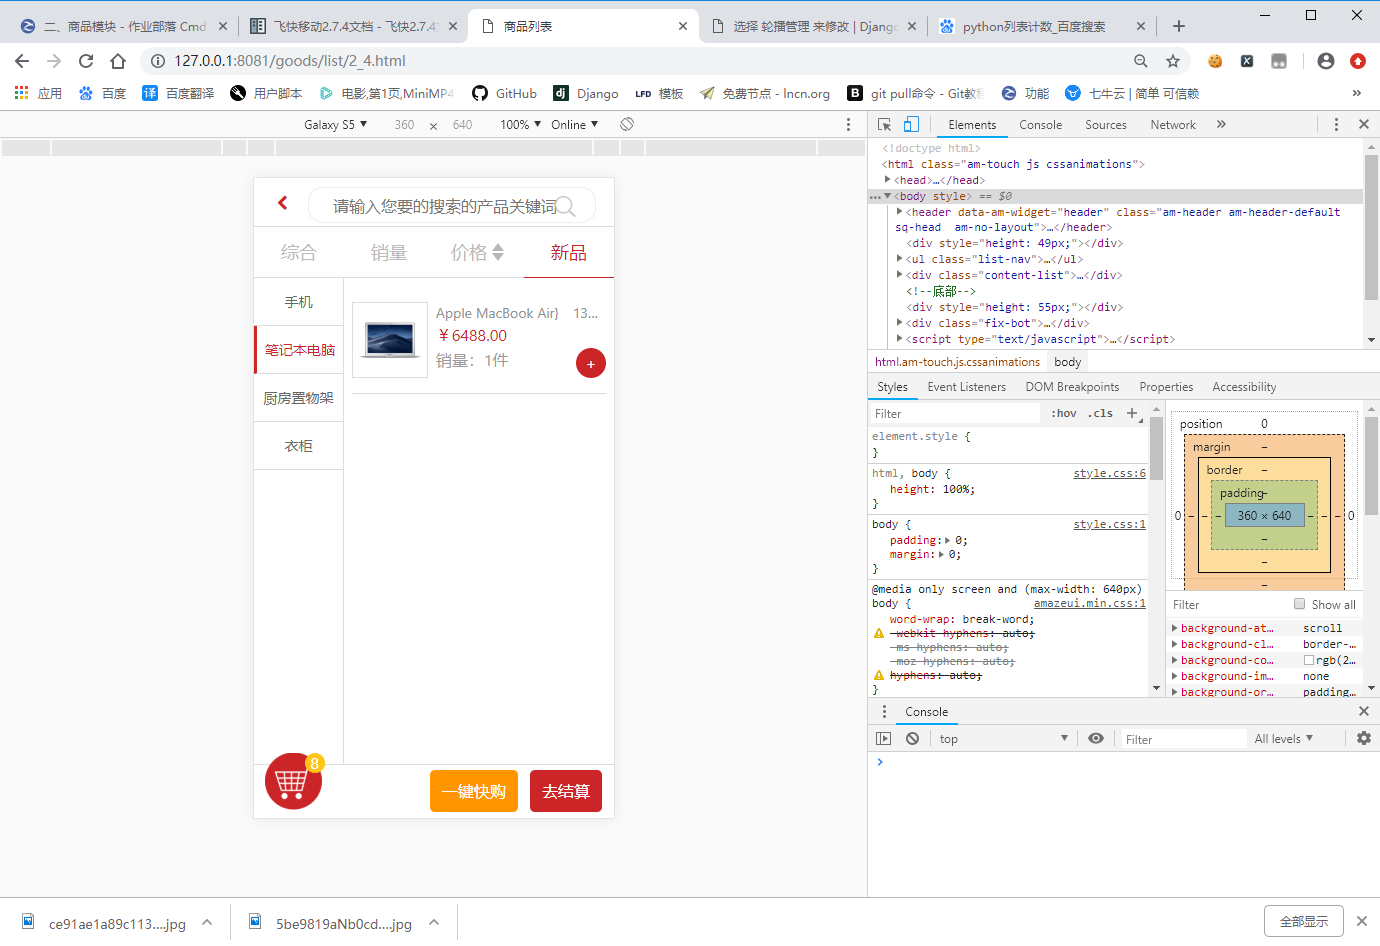 二、商品模块 - 作业部落 Cmd
飞快移动2.7.4文档 - 飞快2.7.4
商品列表
选择 轮播管理 来修改 | Django
python列表计数_百度搜索
127.0.0.1:8081/goods/list/2_4.html
应用
百度
百度翻译
用户脚本
电影,第1页,MiniMP4
GitHub
Django
LFD 模板
免费节点 - lncn.org
git pull命令 - Git教
功能
七牛云 | 简单 可信赖
»
Galaxy S5 ▼ 360 × 640 100% ▼ Online ▼
请输入您要的搜索的产品关键词
综合 销量 价格 新品
手机
笔记本电脑
厨房置物架
衣柜
Apple MacBook Air} 13...
￥6488.00
销量：1件
+
8
一键快购 去结算
Elements Console Sources Network »
<!doctype html>
<html class="am-touch js cssanimations">
<head>…</head>
<body style> == $0
<header data-am-widget="header" class="am-header am-header-default
sq-head  am-no-layout">…</header>
<div style="height: 49px;"></div>
<ul class="list-nav">…</ul>
<div class="content-list">…</div>
<!--底部-->
<div style="height: 55px;"></div>
<div class="fix-bot">…</div>
<script type="text/javascript">…</script>
html.am-touch.js.cssanimations body
Styles Event Listeners DOM Breakpoints Properties Accessibility
Filter :hov .cls +
element.style {
}
html, body { style.css:6
height: 100%;
}
body { style.css:1
padding: 0;
margin: 0;
}
@media only screen and (max-width: 640px)
body { amazeui.min.css:1
word-wrap: break-word;
-webkit-hyphens: auto;
-ms-hyphens: auto;
-moz-hyphens: auto;
hyphens: auto;
}
position 0
margin –
border –
padding –
0 – – – 360 × 640 – – – 0
–
–
–
Filter Show all
background-at… scroll
background-cl… border-…
background-co… rgb(2…
background-im… none
background-or… padding…
Console
top ▼ Filter All levels ▼
ce91ae1a89c113....jpg
5be9819aNb0cd....jpg
全部显示